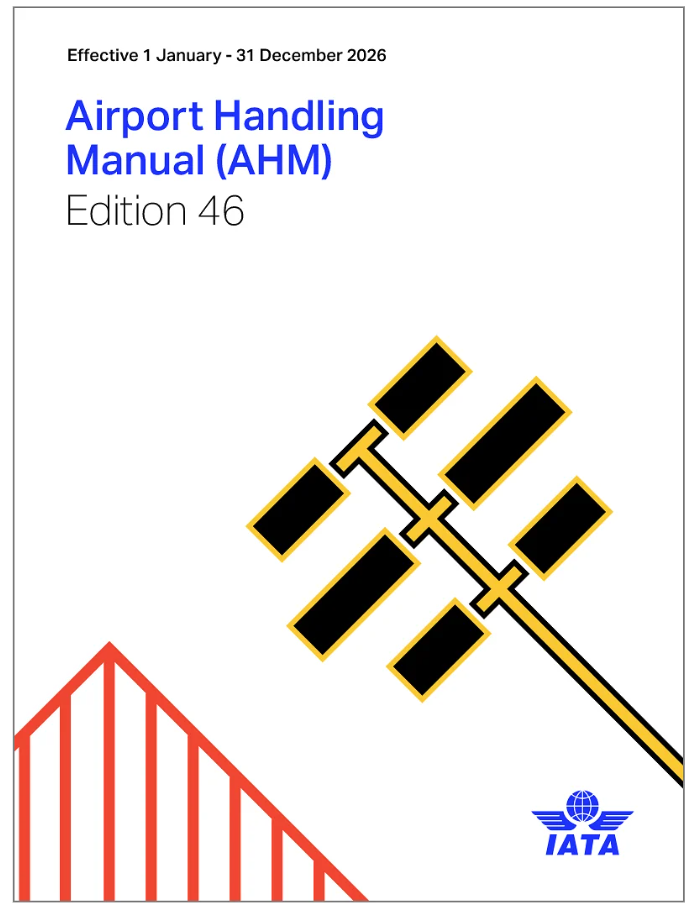 Effective 1 January - 31 December 2026
Airport Handling
Manual (AHM)
Edition 46
IATA